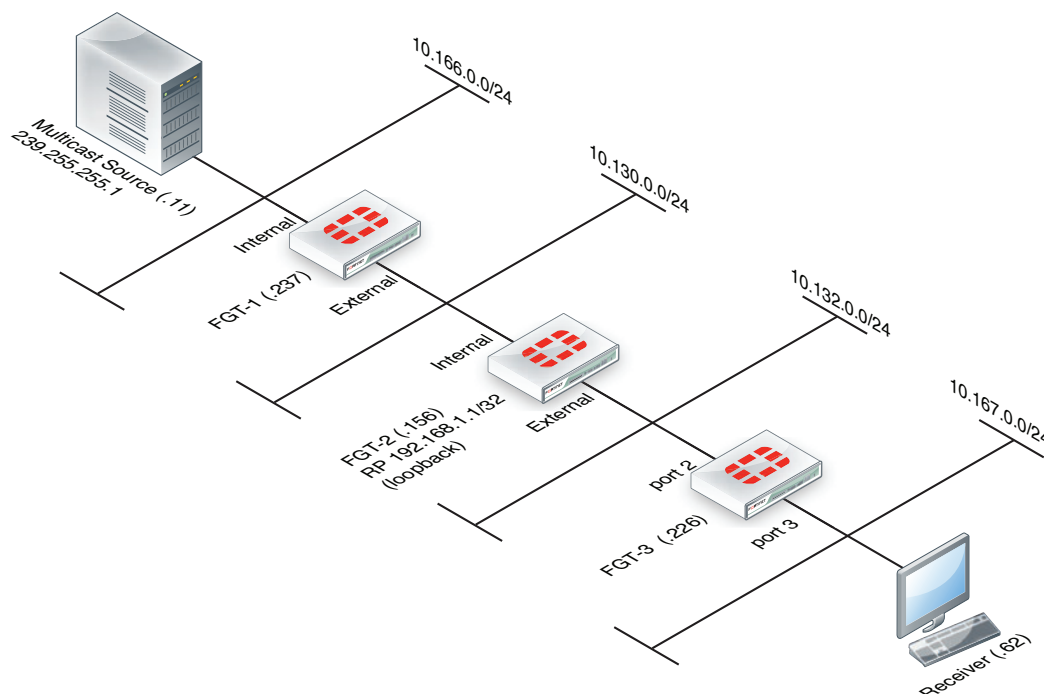 10.166.0.0/24
Multicast Source (.11)
239.255.255.1
10.130.0.0/24
Internal
FGT-1 (.237)
External
10.132.0.0/24
Internal
FGT-2 (.156)
RP 192.168.1.1/32
(loopback)
External
10.167.0.0/24
port 2
FGT-3 (.226)
port 3
Receiver (.62)